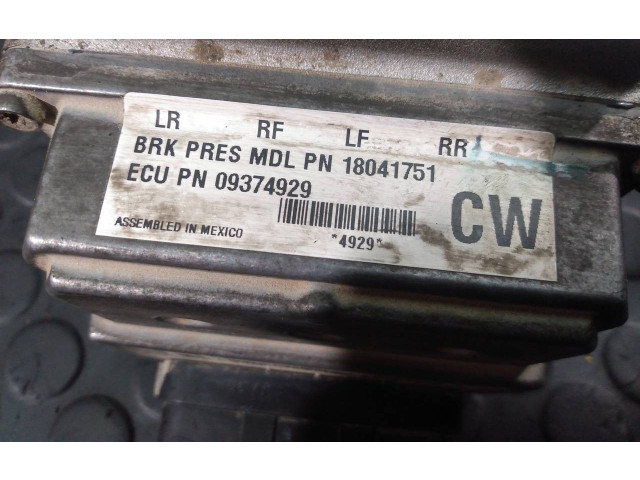 LR RF LF RR
BRK PRES MDL PN 18041751
ECU PN 09374929
CW
ASSEMBLED IN MEXICO
*4929*